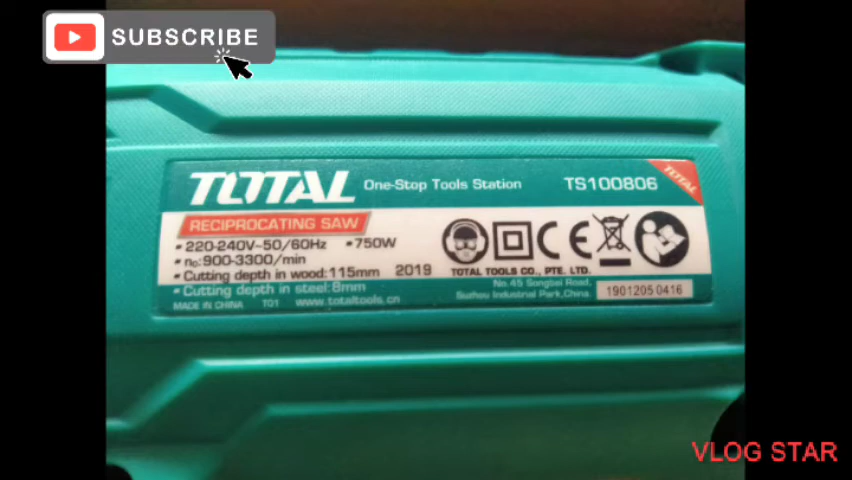 SUBSCRIBE
TOTAL One-Stop Tools Station TS100806
TOTAL
RECIPROCATING SAW
▪ 220-240V~50/60Hz ▪ 750W
▪ n₀:900-3300/min
▪ Cutting depth in wood:115mm 2019
▪ Cutting depth in steel:8mm
MADE IN CHINA T01 www.totaltools.cn
CE
TOTAL TOOLS CO., PTE. LTD.
No.45 Songbei Road,
Suzhou Industrial Park,China.
1901205 0416
VLOG STAR